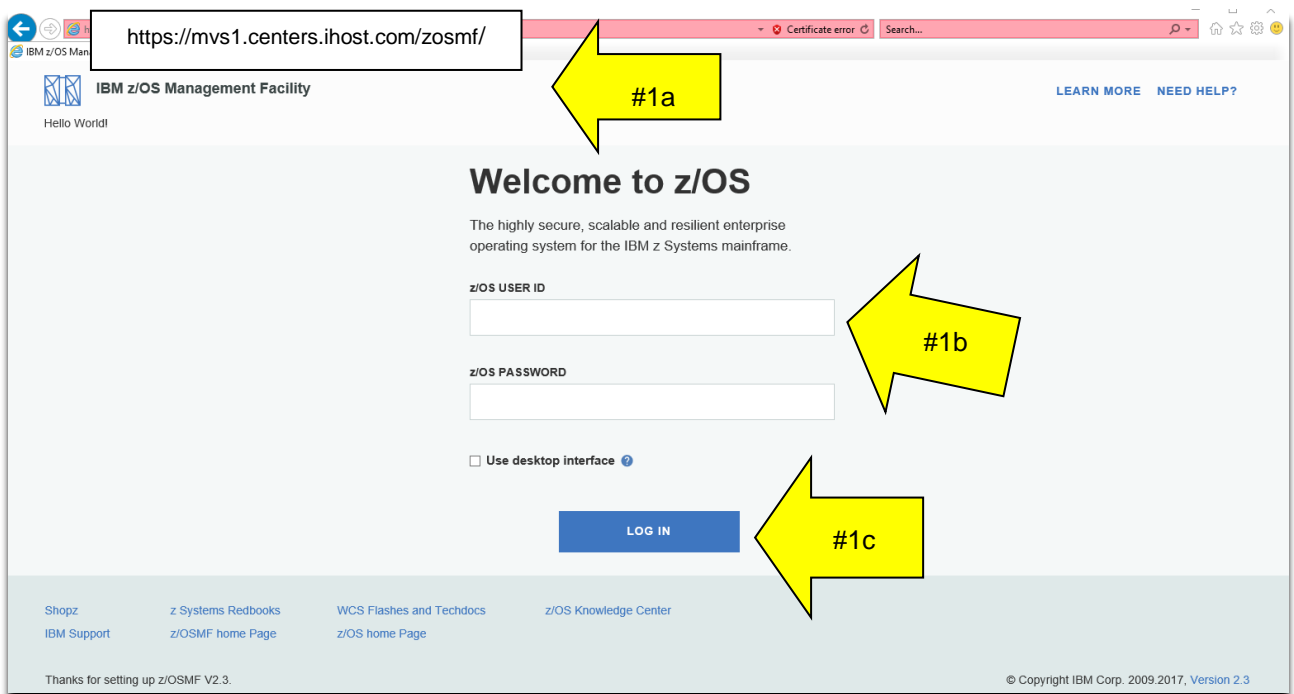 https://mvs1.centers.ihost.com/zosmf/
Certificate error
Search...
IBM z/OS Man
#1a
IBM z/OS Management Facility
LEARN MORE NEED HELP?
Hello World!
Welcome to z/OS
The highly secure, scalable and resilient enterprise
operating system for the IBM z Systems mainframe.
z/OS USER ID
#1b
z/OS PASSWORD
Use desktop interface ?
LOG IN
#1c
Shopz z Systems Redbooks WCS Flashes and Techdocs z/OS Knowledge Center
IBM Support z/OSMF home Page z/OS home Page
Thanks for setting up z/OSMF V2.3. © Copyright IBM Corp. 2009.2017, Version 2.3